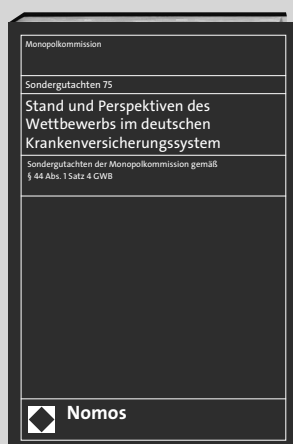 Monopolkommission
Sondergutachten 75
Stand und Perspektiven des
Wettbewerbs im deutschen
Krankenversicherungssystem
Sondergutachten der Monopolkommission gemäß
§ 44 Abs. 1 Satz 4 GWB
Nomos